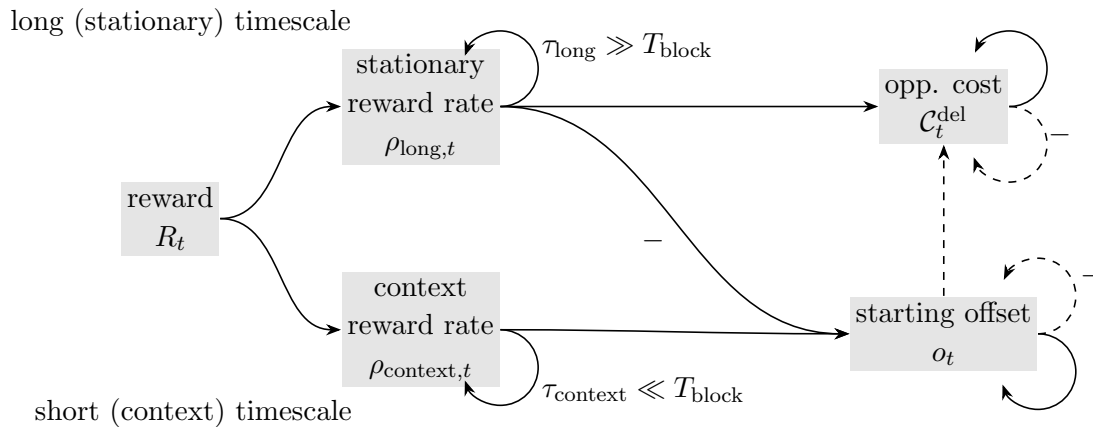 long (stationary) timescale
stationary
reward rate
ρ_long,t
τ_long ≫ T_block
opp. cost
𝒞_t^del
−
reward
R_t
−
context
reward rate
ρ_context,t
τ_context ≪ T_block
−
starting offset
o_t
short (context) timescale